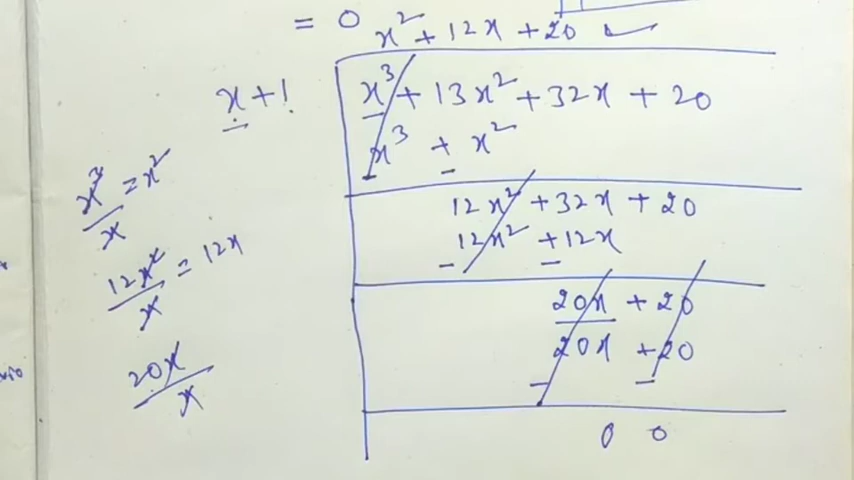 = 0
x² + 12x + 20
x + 1
x³ + 13x² + 32x + 20
x³ + x²
- -
x³/x = x²
12x² + 32x + 20
12x² + 12x
- -
12x²/x = 12x
20x + 20
20x + 20
- -
20x/x
0 0